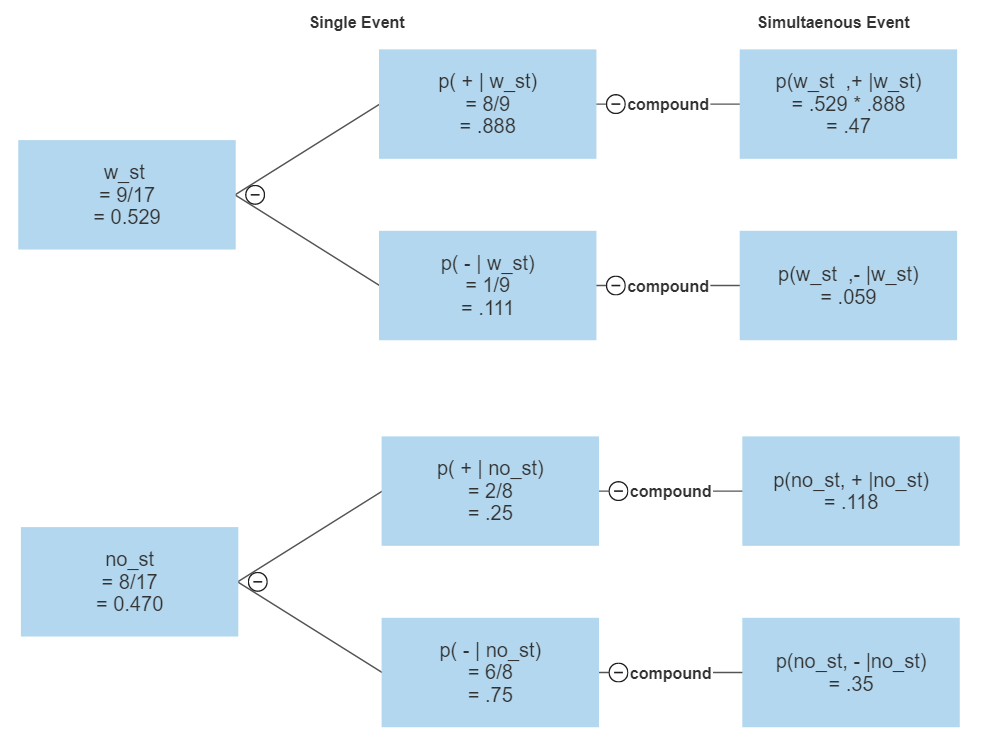 Single Event
Simultaenous Event
w_st
= 9/17
= 0.529
p( + | w_st)
= 8/9
= .888
compound
p(w_st ,+ |w_st)
= .529 * .888
= .47
p( - | w_st)
= 1/9
= .111
compound
p(w_st ,- |w_st)
= .059
no_st
= 8/17
= 0.470
p( + | no_st)
= 2/8
= .25
compound
p(no_st, + |no_st)
= .118
p( - | no_st)
= 6/8
= .75
compound
p(no_st, - |no_st)
= .35